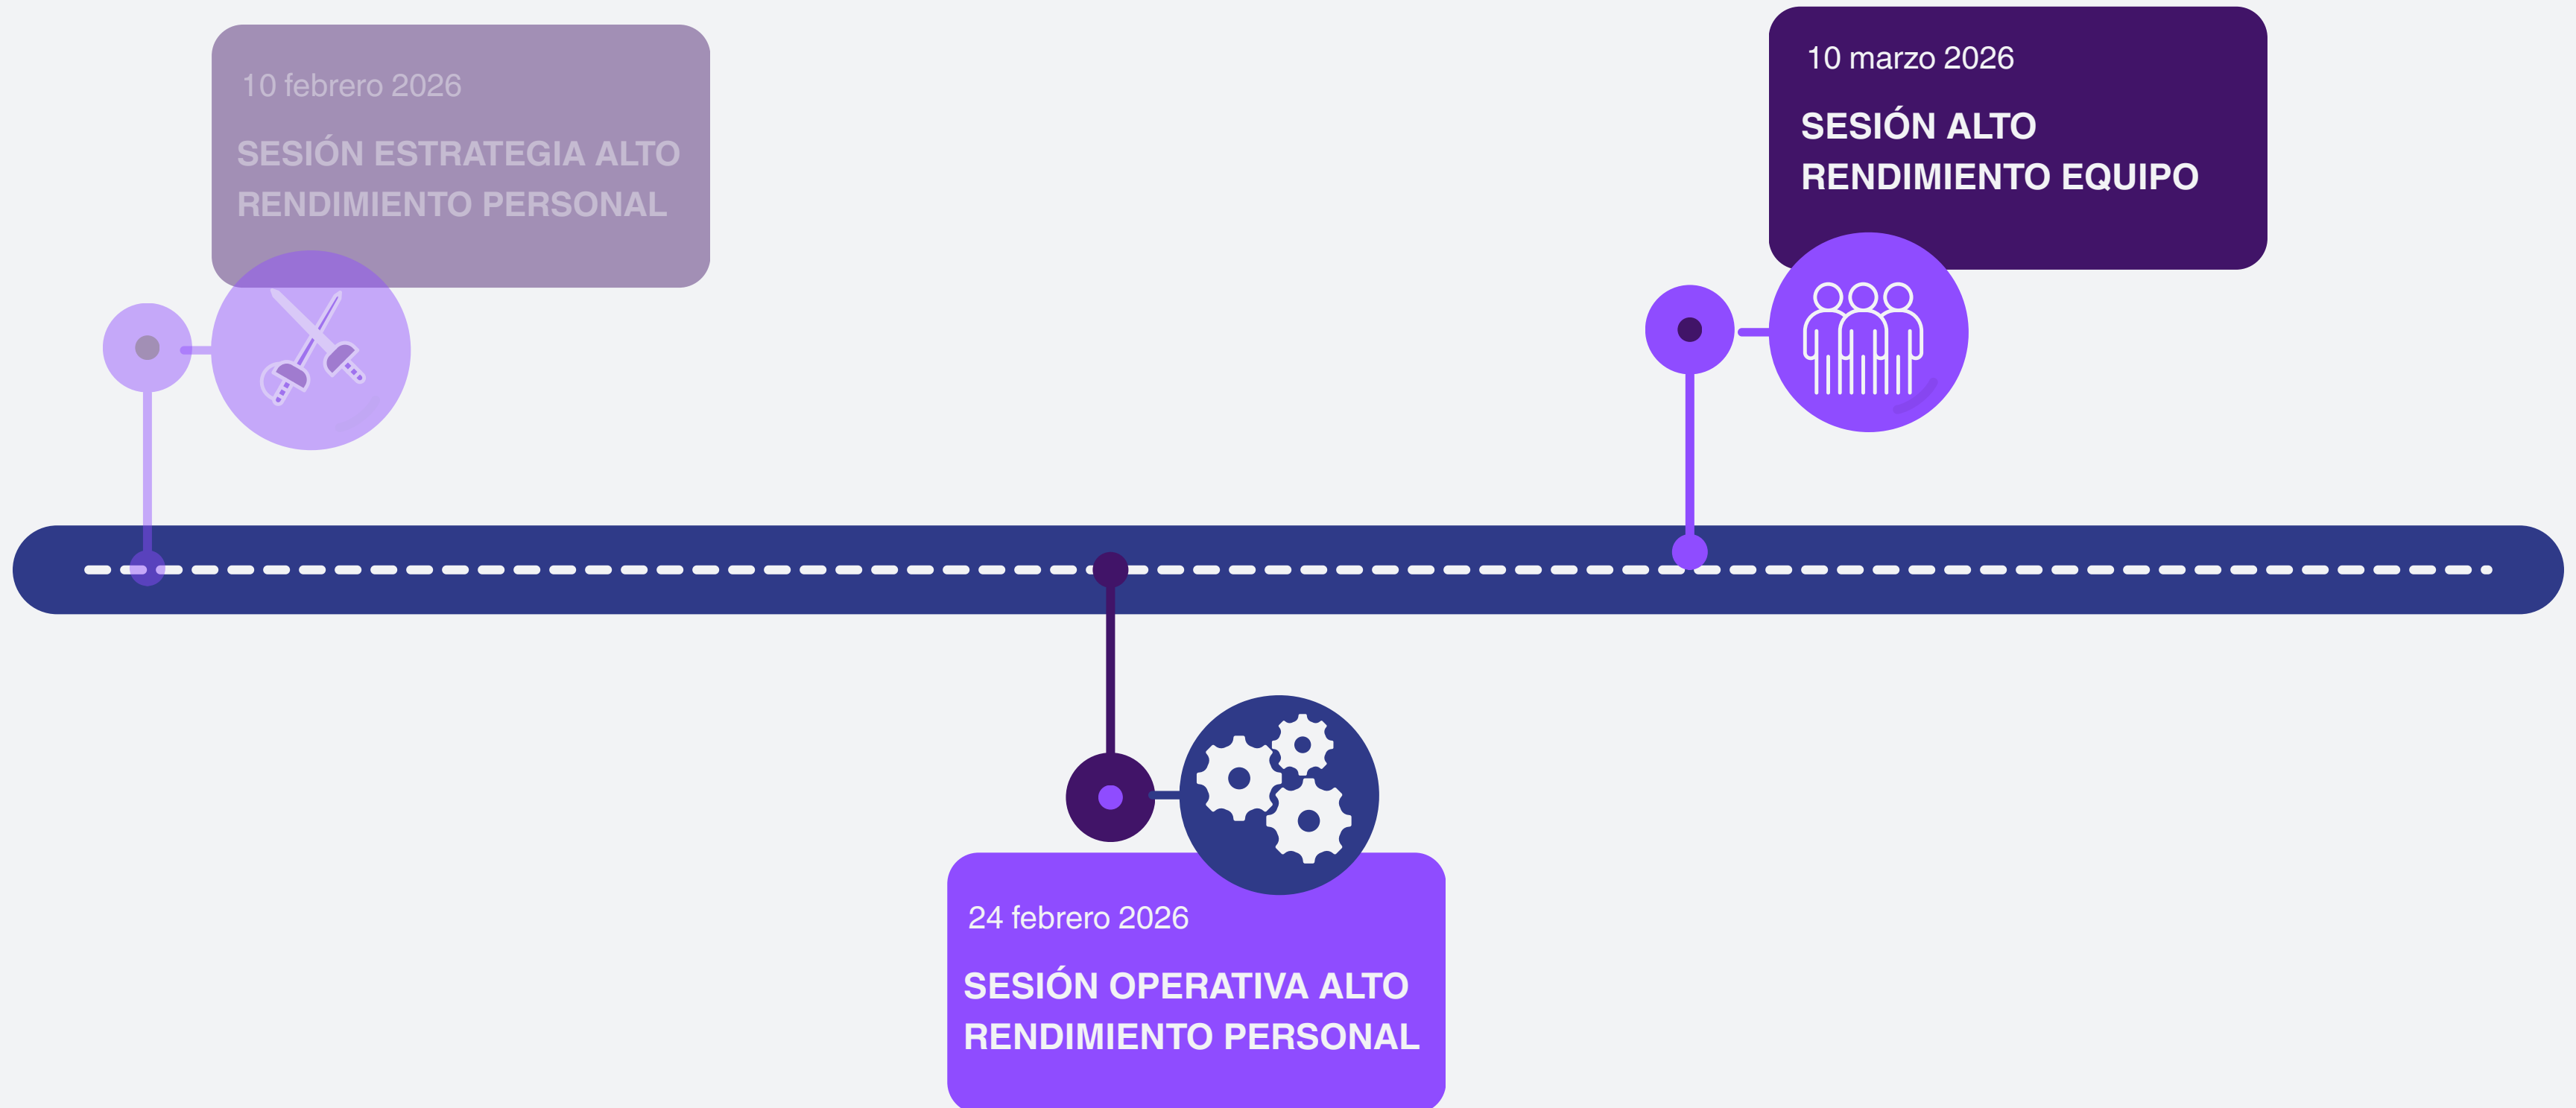 10 febrero 2026
SESIÓN ESTRATEGIA ALTO
RENDIMIENTO PERSONAL
10 marzo 2026
SESIÓN ALTO
RENDIMIENTO EQUIPO
24 febrero 2026
SESIÓN OPERATIVA ALTO
RENDIMIENTO PERSONAL